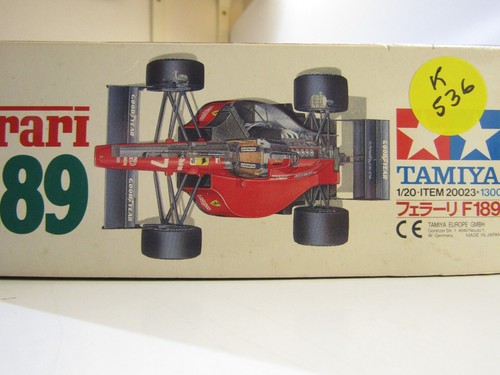 rrari
89
GOODYEAR
K
536
TAMIYA
1/20・ITEM 20023・1300
フェラーリ F189
CE
TAMIYA EUROPE GMBH
W. Germany MADE IN JAPAN